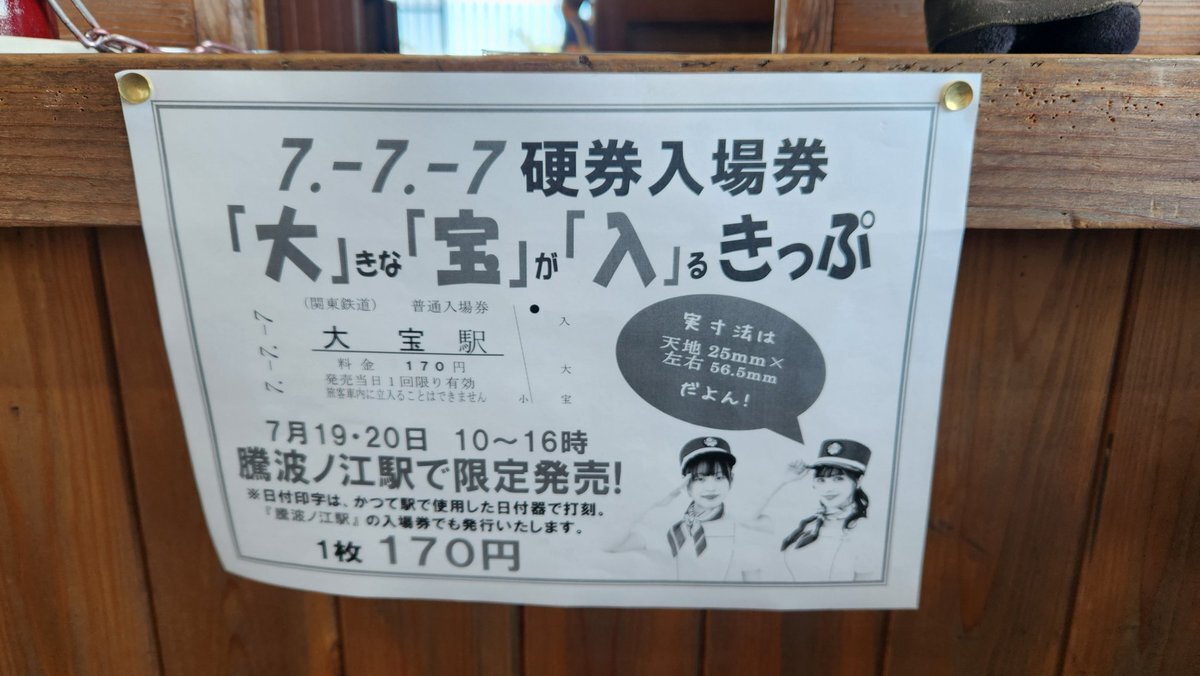 7.-7.-7 硬券入場券
「大」きな「宝」が「入」るきっぷ
(関東鉄道) 普通入場券
大宝駅
料金 170円
発売当日1回限り有効
旅客車内に立入ることはできません
7.-7.-7
入
大
小 宝
実寸法は
天地 25mm×
左右 56.5mm
だよん!
7月19・20日 10~16時
騰波ノ江駅で限定発売!
※日付印字は、かつて駅で使用した日付器で打刻。
『騰波ノ江駅』の入場券でも発行いたします。
1枚 170円